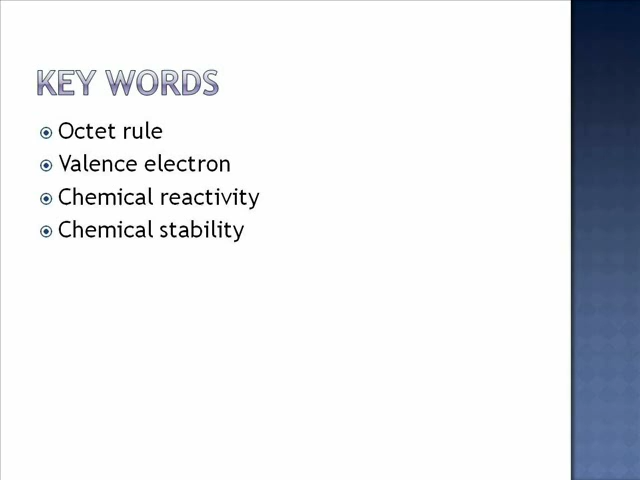 KEY WORDS
Octet rule
Valence electron
Chemical reactivity
Chemical stability